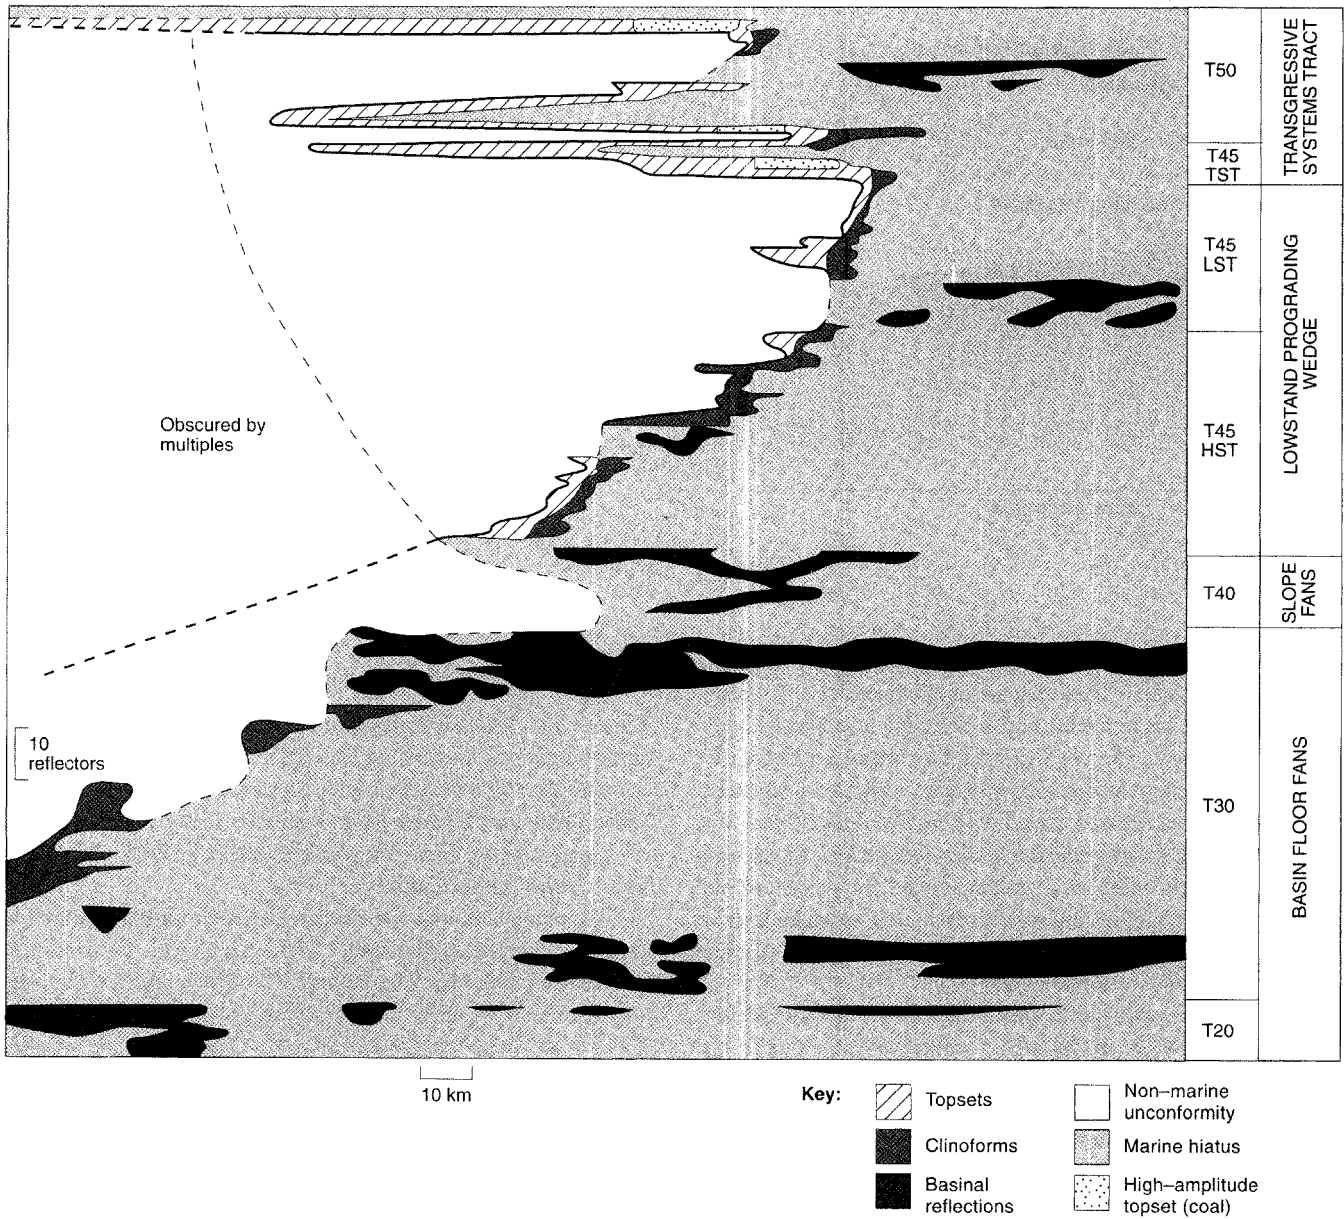 T50
T45
TST
T45
LST
T45
HST
T40
T30
T20
TRANSGRESSIVE
SYSTEMS TRACT
LOWSTAND PROGRADING
WEDGE
SLOPE
FANS
BASIN FLOOR FANS
Obscured by
multiples
10
reflectors
10 km
Key:
Topsets
Clinoforms
Basinal
reflections
Non–marine
unconformity
Marine hiatus
High–amplitude
topset (coal)